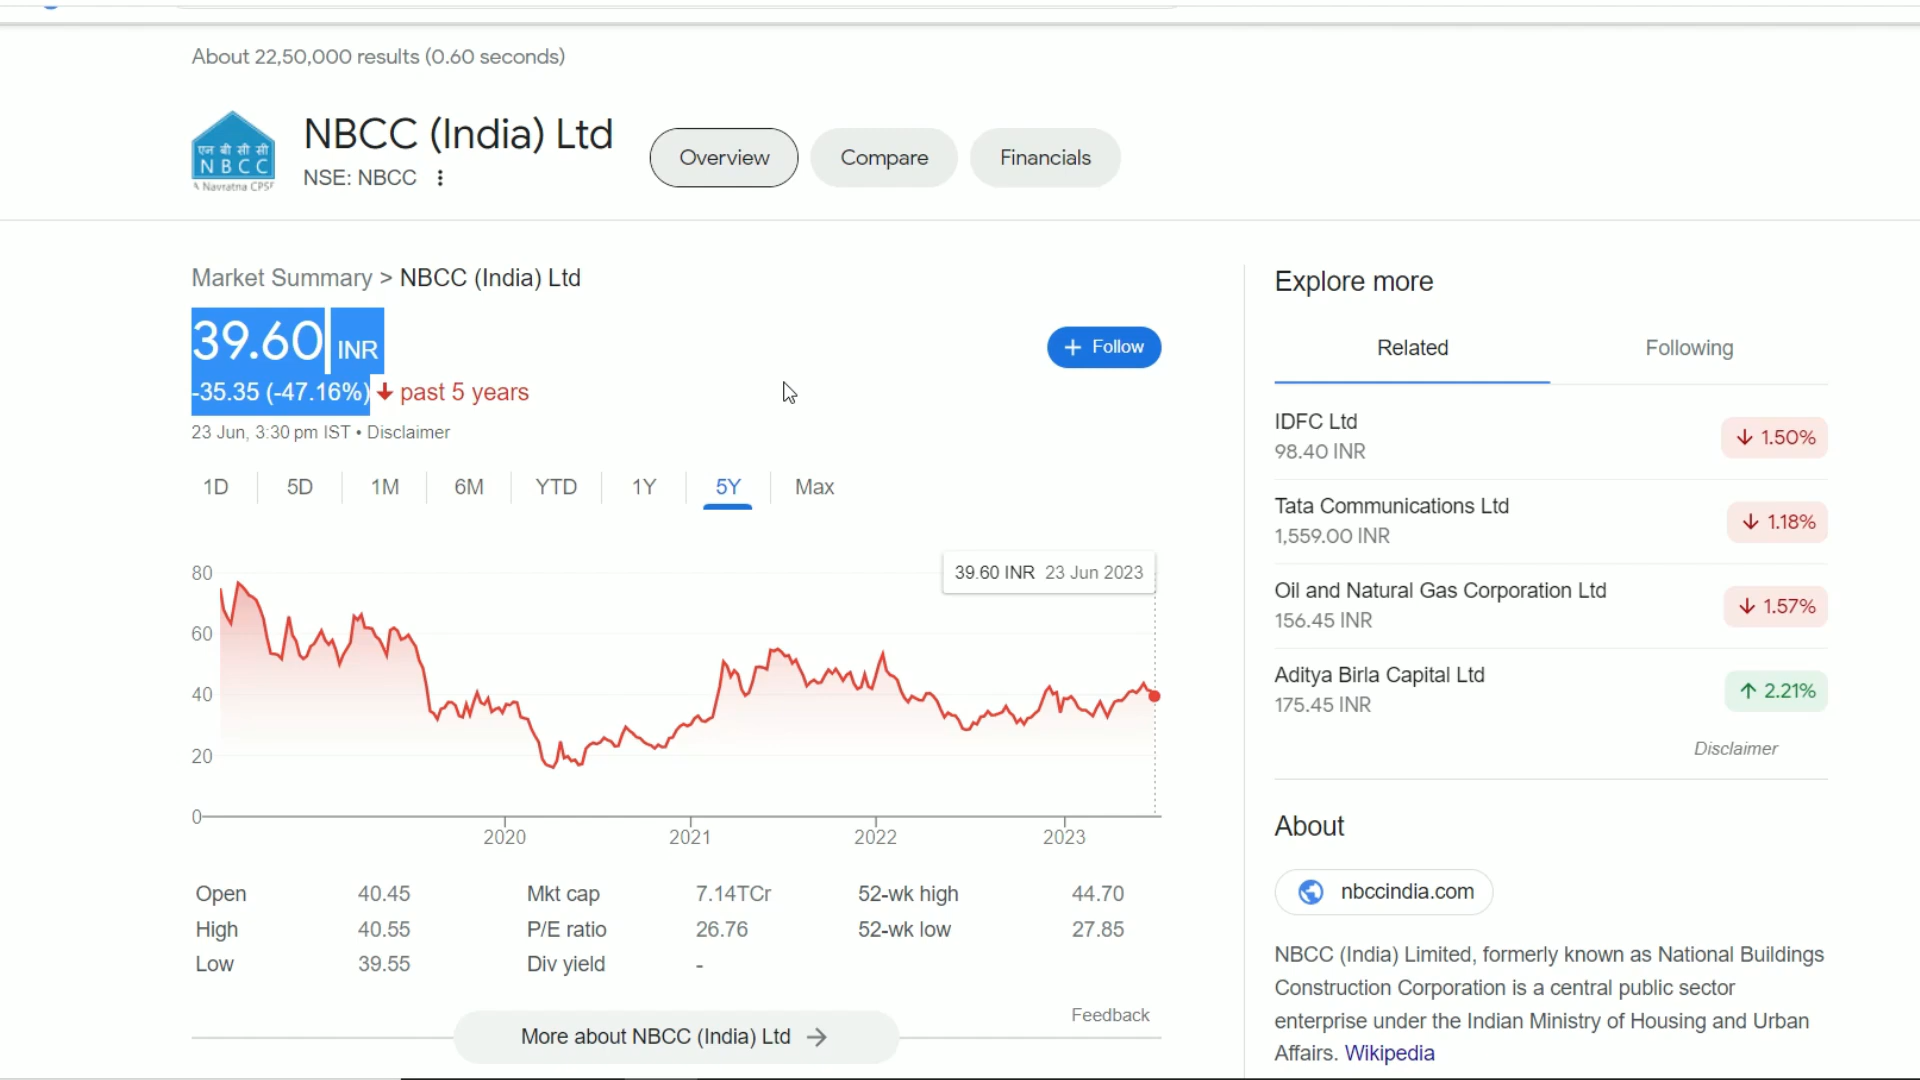 About 22,50,000 results (0.60 seconds)
एन बी सी सी
NBCC
A Navratna CPSE
NBCC (India) Ltd
NSE: NBCC
Overview
Compare
Financials
Market Summary > NBCC (India) Ltd
39.60 INR
-35.35 (-47.16%) past 5 years
23 Jun, 3:30 pm IST • Disclaimer
+ Follow
1D 5D 1M 6M YTD 1Y 5Y Max
39.60 INR 23 Jun 2023
80
60
40
20
0
2020 2021 2022 2023
Open 40.45 Mkt cap 7.14TCr 52-wk high 44.70
High 40.55 P/E ratio 26.76 52-wk low 27.85
Low 39.55 Div yield -
Feedback
More about NBCC (India) Ltd
Explore more
Related Following
IDFC Ltd
98.40 INR
1.50%
Tata Communications Ltd
1,559.00 INR
1.18%
Oil and Natural Gas Corporation Ltd
156.45 INR
1.57%
Aditya Birla Capital Ltd
175.45 INR
2.21%
Disclaimer
About
nbccindia.com
NBCC (India) Limited, formerly known as National Buildings
Construction Corporation is a central public sector
enterprise under the Indian Ministry of Housing and Urban
Affairs. Wikipedia